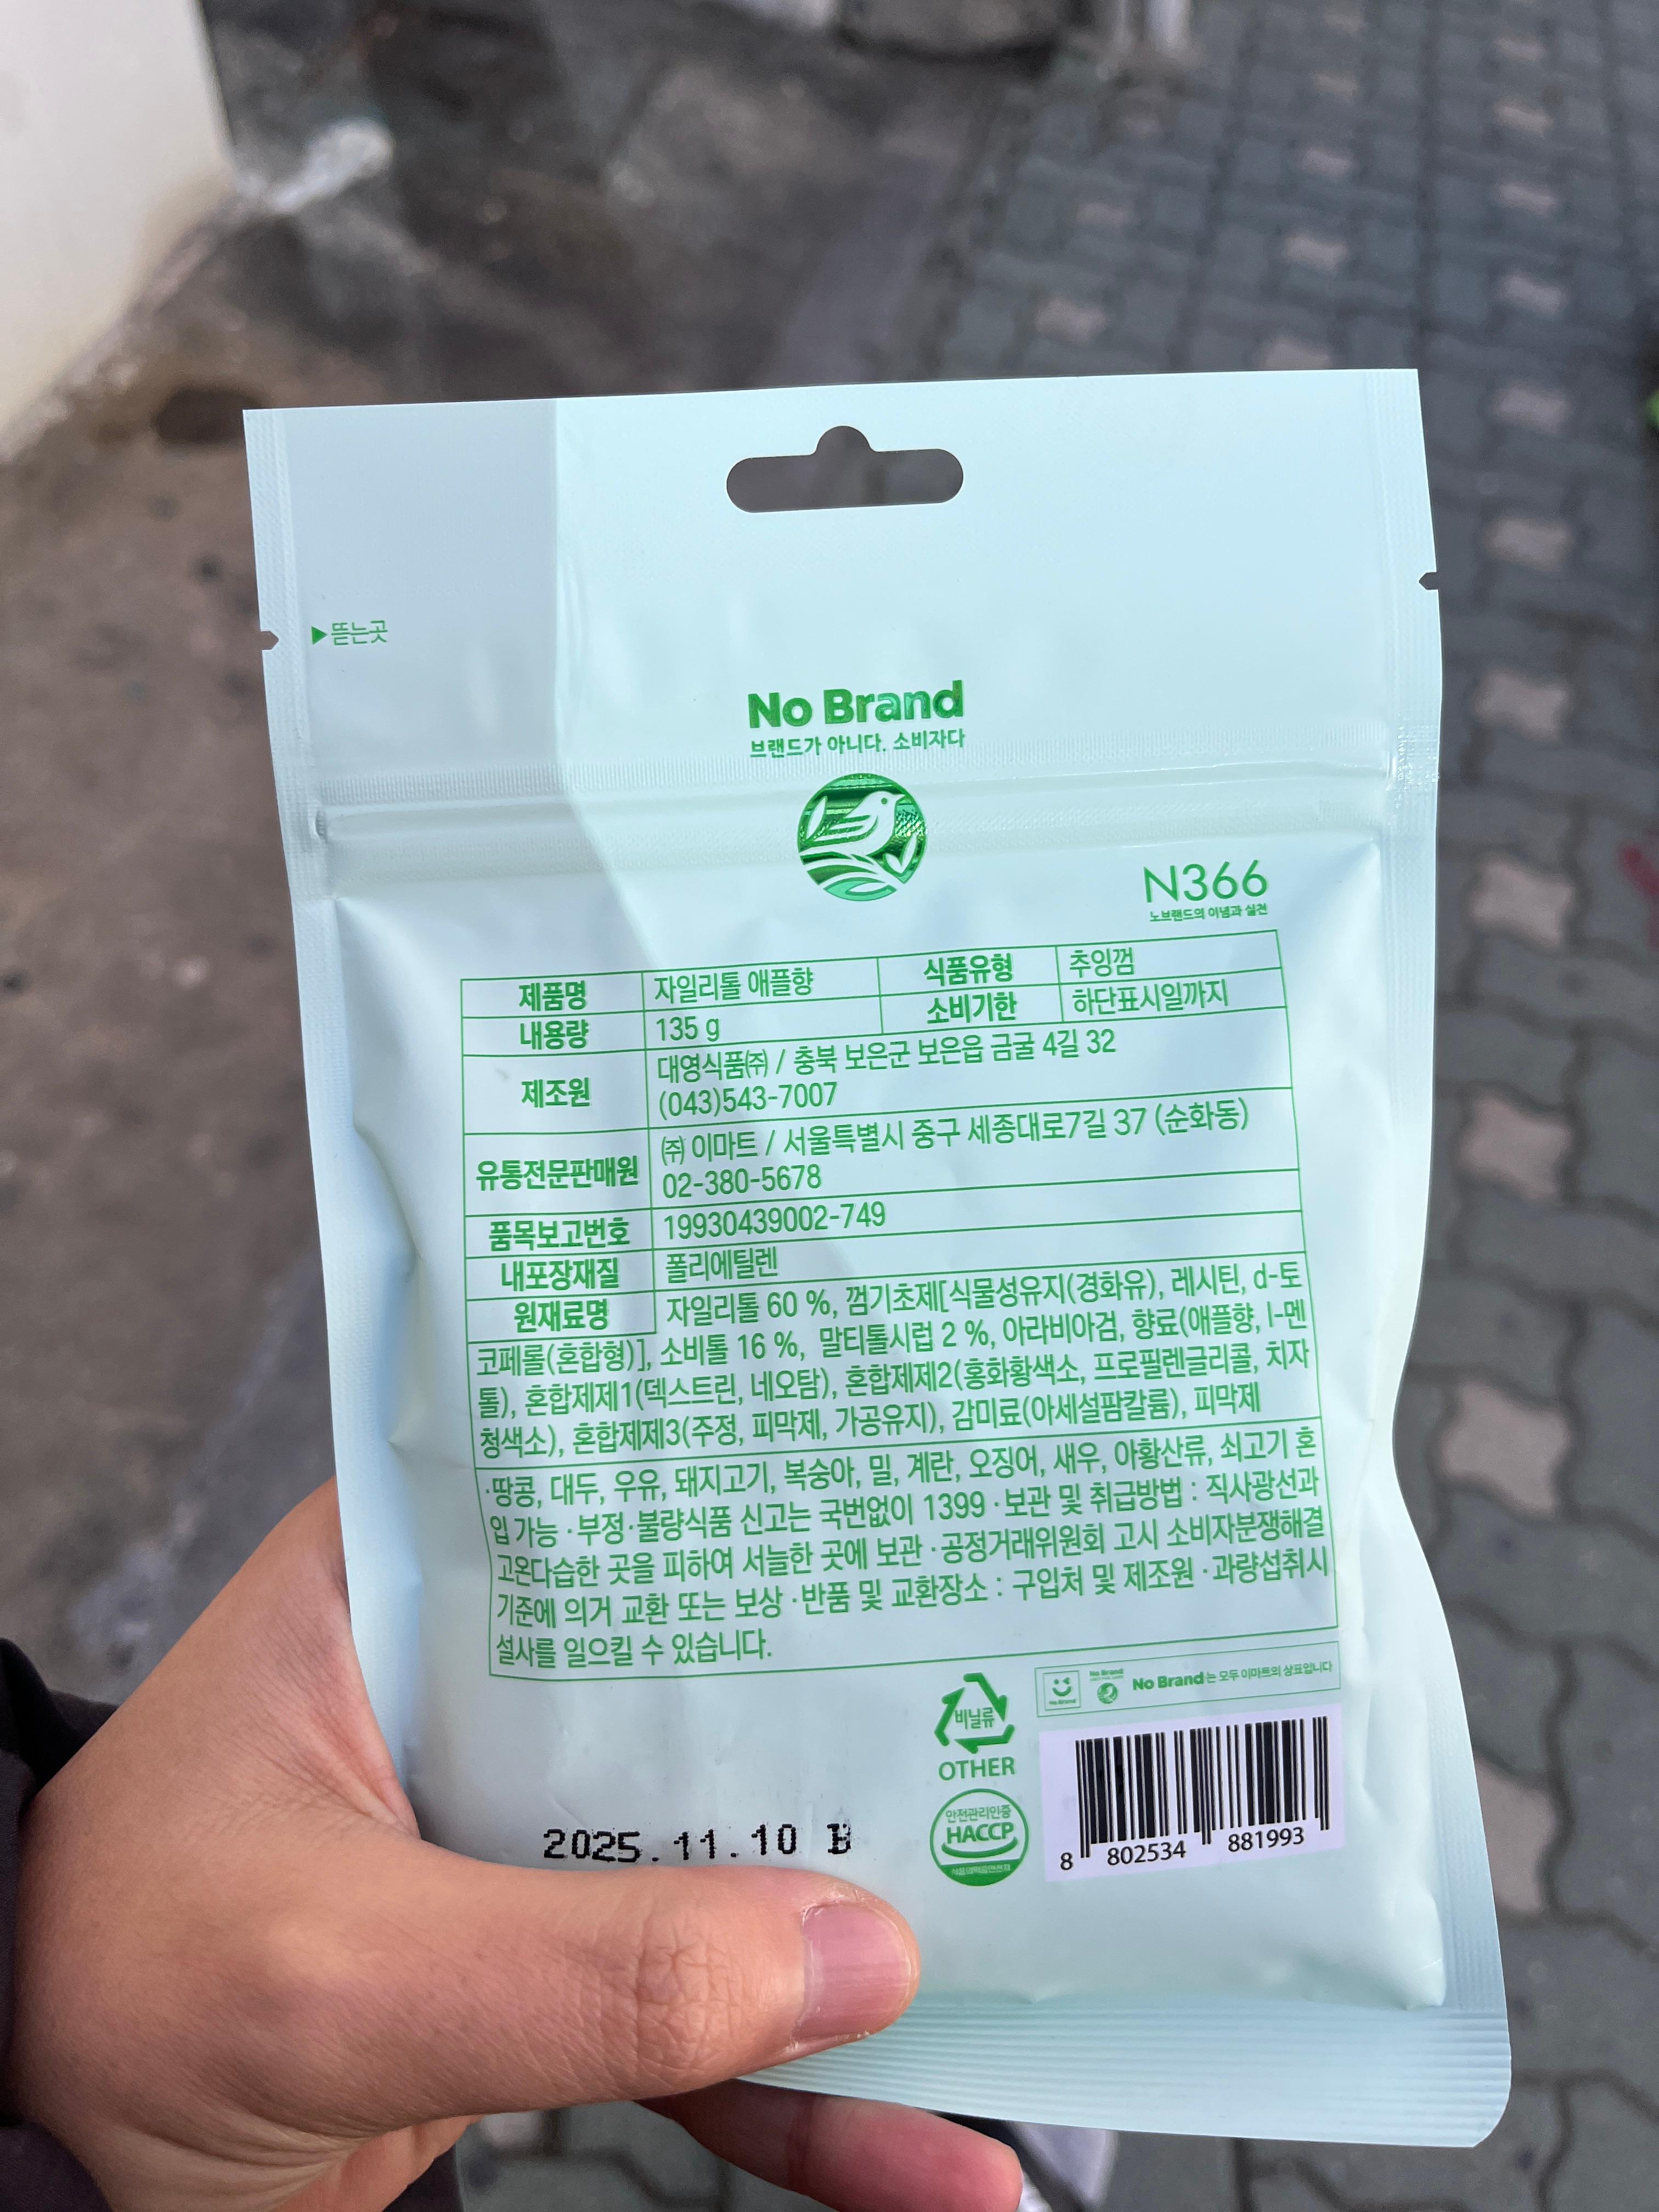 ▶뜯는곳
No Brand
브랜드가 아니다. 소비자다
N366
노브랜드의 이념과 실천
제품명 자일리톨 애플향 식품유형 추잉껌
내용량 135 g 소비기한 하단표시일까지
제조원 대영식품㈜ / 충북 보은군 보은읍 금굴 4길 32
(043)543-7007
유통전문판매원 ㈜ 이마트 / 서울특별시 중구 세종대로7길 37 (순화동)
02-380-5678
품목보고번호 19930439002-749
내포장재질 폴리에틸렌
원재료명 자일리톨 60 %, 껌기초제[식물성유지(경화유), 레시틴, d-토
코페롤(혼합형)], 소비톨 16 %, 말티톨시럽 2 %, 아라비아검, 향료(애플향, l-멘
톨), 혼합제제1(덱스트린, 네오탐), 혼합제제2(홍화황색소, 프로필렌글리콜, 치자
청색소), 혼합제제3(주정, 피막제, 가공유지), 감미료(아세설팜칼륨), 피막제
·땅콩, 대두, 우유, 돼지고기, 복숭아, 밀, 계란, 오징어, 새우, 아황산류, 쇠고기 혼
입 가능 ·부정·불량식품 신고는 국번없이 1399 ·보관 및 취급방법 : 직사광선과
고온다습한 곳을 피하여 서늘한 곳에 보관 ·공정거래위원회 고시 소비자분쟁해결
기준에 의거 교환 또는 보상 ·반품 및 교환장소 : 구입처 및 제조원 ·과량섭취시
설사를 일으킬 수 있습니다.
No Brand
No Brand
No Brand는 모두 이마트의 상표입니다
비닐류
OTHER
안전관리인증
HACCP
식품의약품안전처
2025.11.10 B
8 802534 881993